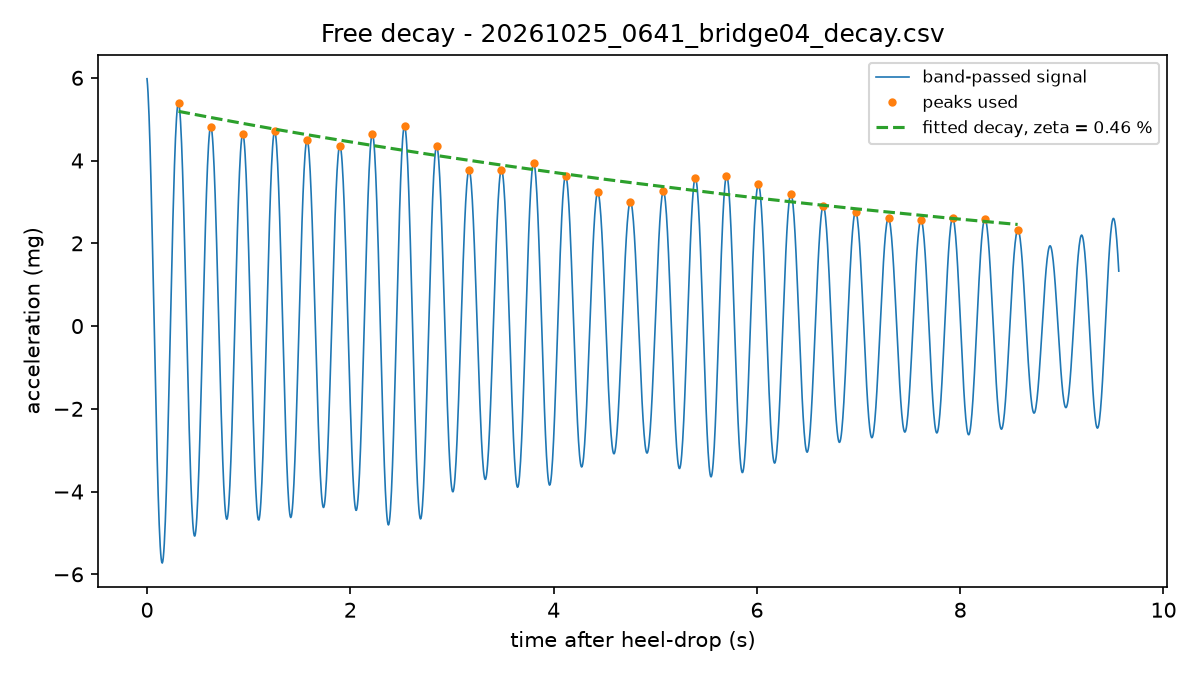 Free decay - 20261025_0641_bridge04_decay.csv
band-passed signal
peaks used
fitted decay, zeta = 0.46 %
acceleration (mg)
6
4
2
0
−2
−4
−6
0 2 4 6 8 10
time after heel-drop (s)